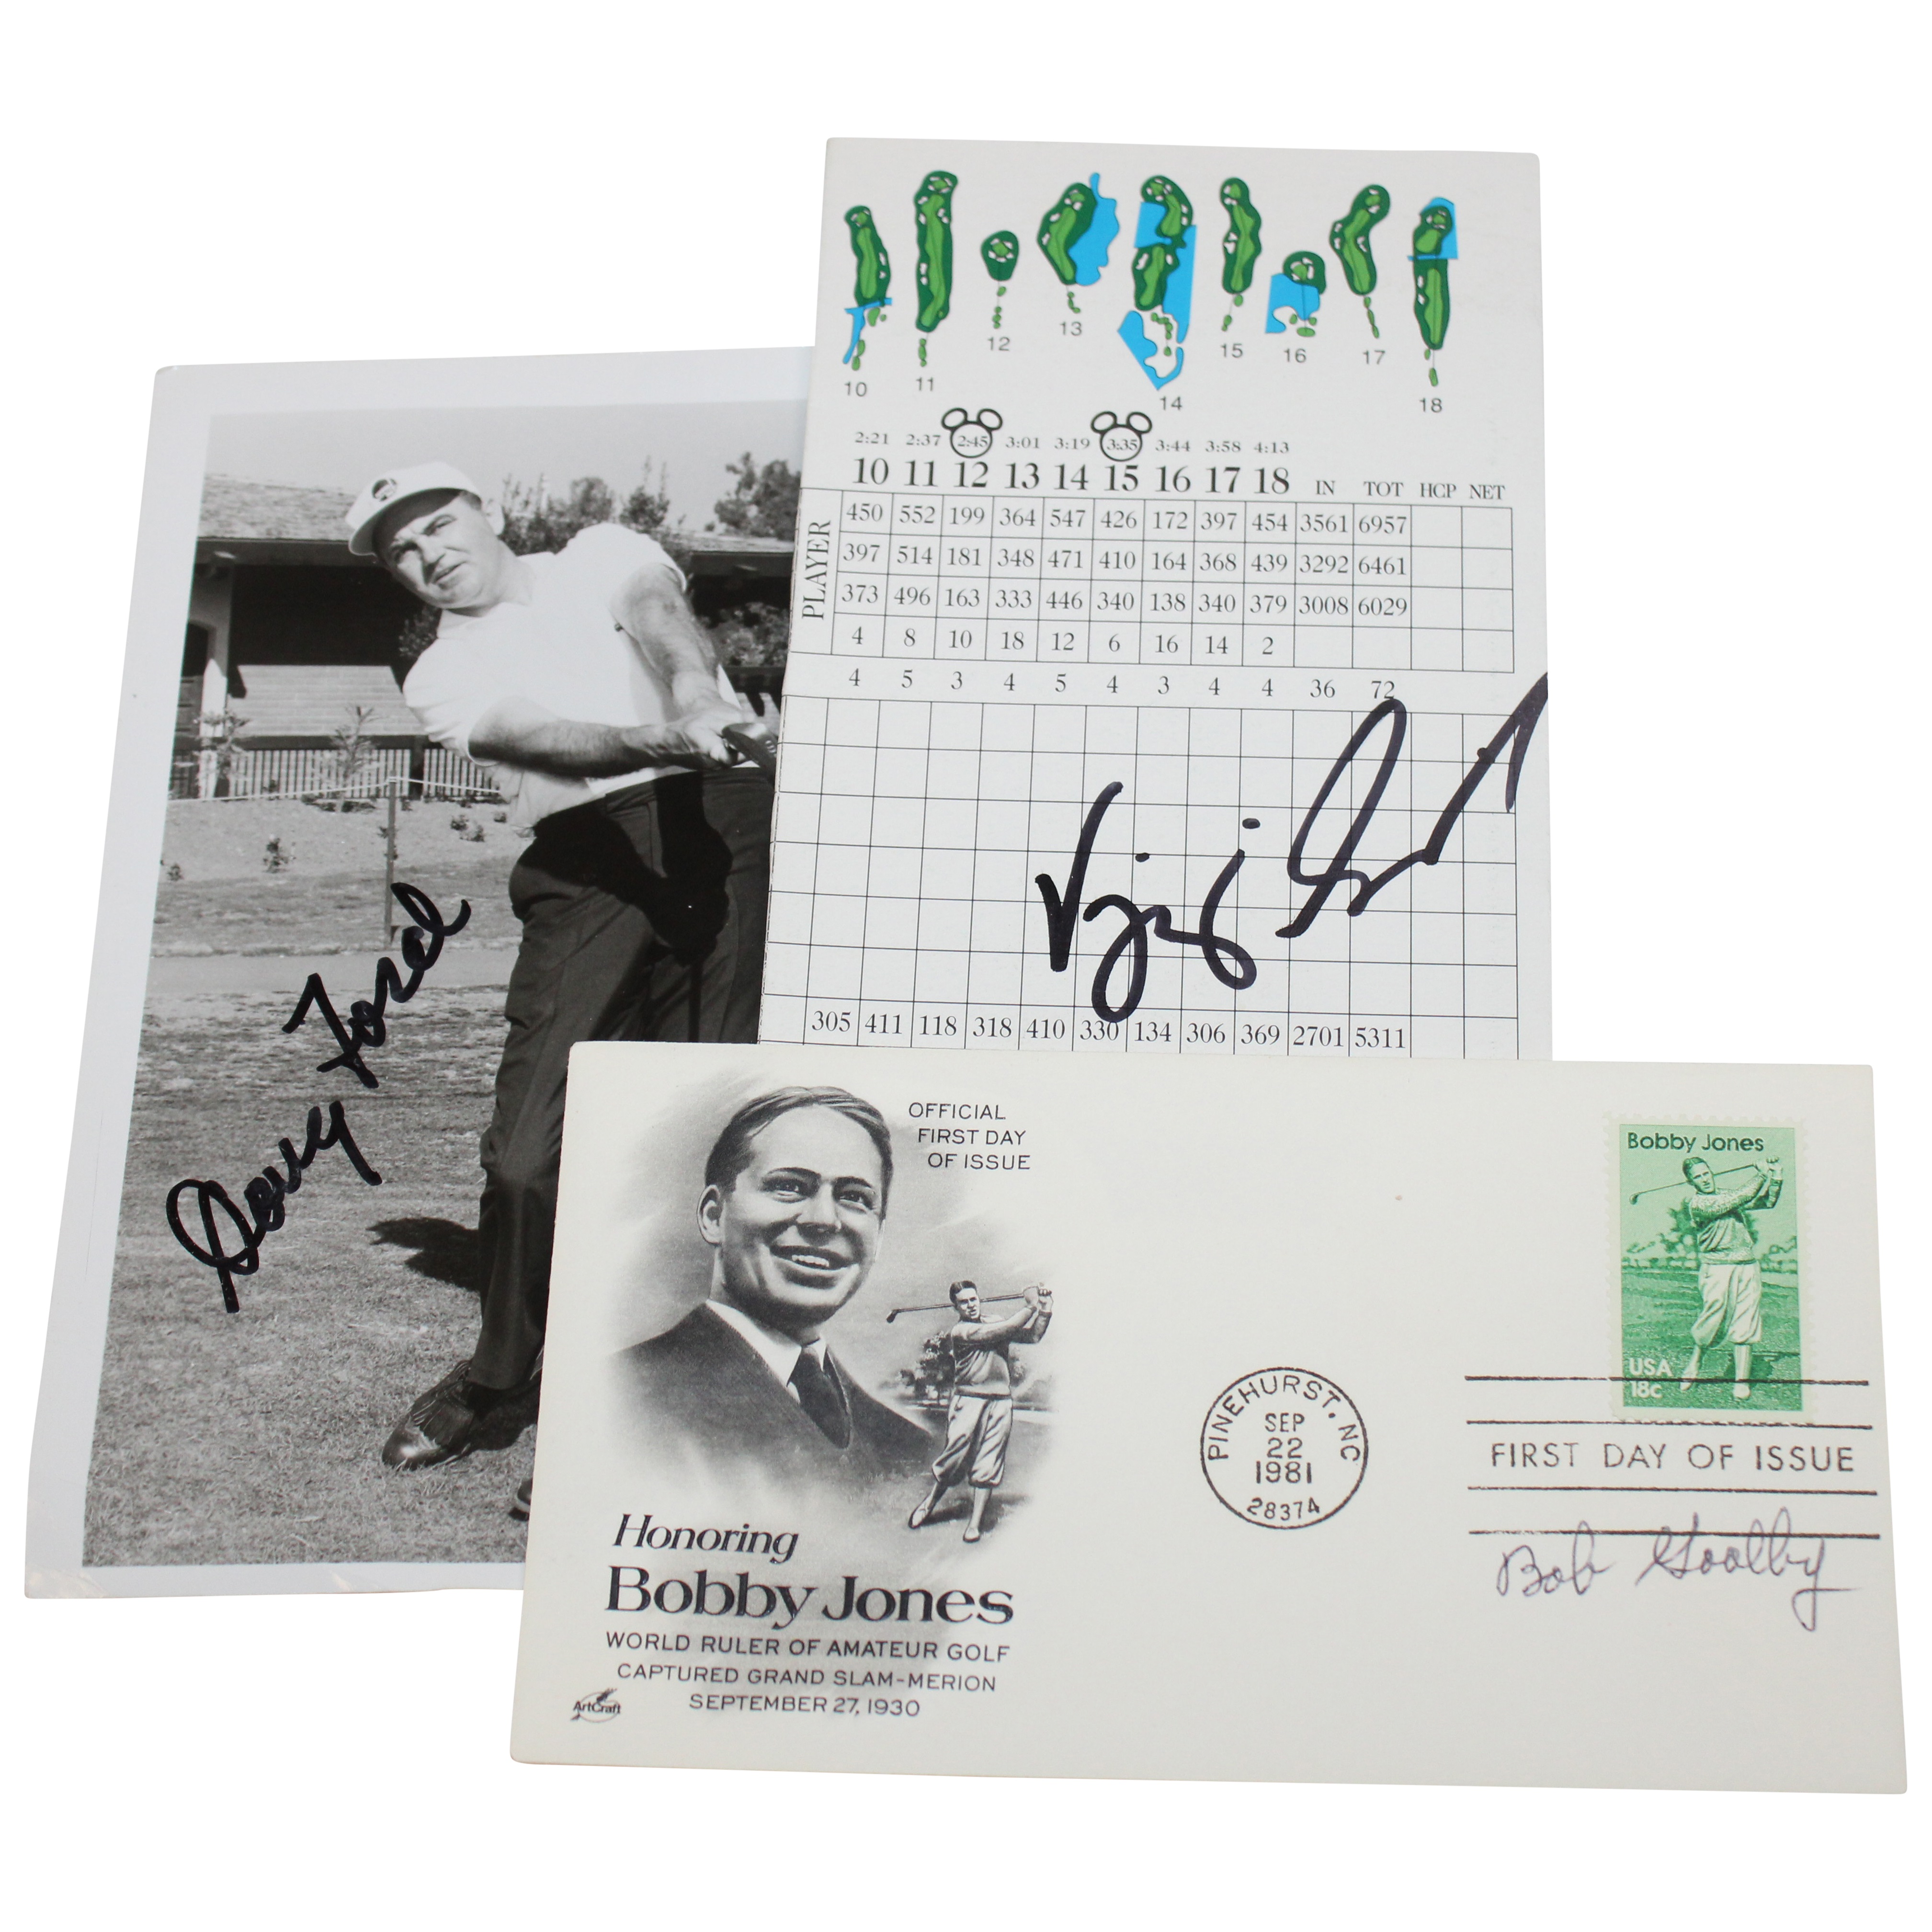 10 11 12 13 14 15 16 17 18
2:21 2:37 2:45 3:01 3:19 3:35 3:44 3:58 4:13
10 11 12 13 14 15 16 17 18 IN TOT HCP NET
PLAYER
450 552 199 364 547 426 172 397 454 3561 6957
397 514 181 348 471 410 164 368 439 3292 6461
373 496 163 333 446 340 138 340 379 3008 6029
4 8 10 18 12 6 16 14 2
4 5 3 4 5 4 3 4 4 36 72
305 411 118 318 410 330 134 306 369 2701 5311
Doug Ford
OFFICIAL
FIRST DAY
OF ISSUE
Bobby Jones
USA
18c
PINEHURST, NC
SEP
22
1981
28374
FIRST DAY OF ISSUE
Bob Goalby
Honoring
Bobby Jones
WORLD RULER OF AMATEUR GOLF
CAPTURED GRAND SLAM-MERION
SEPTEMBER 27, 1930
ArtCraft